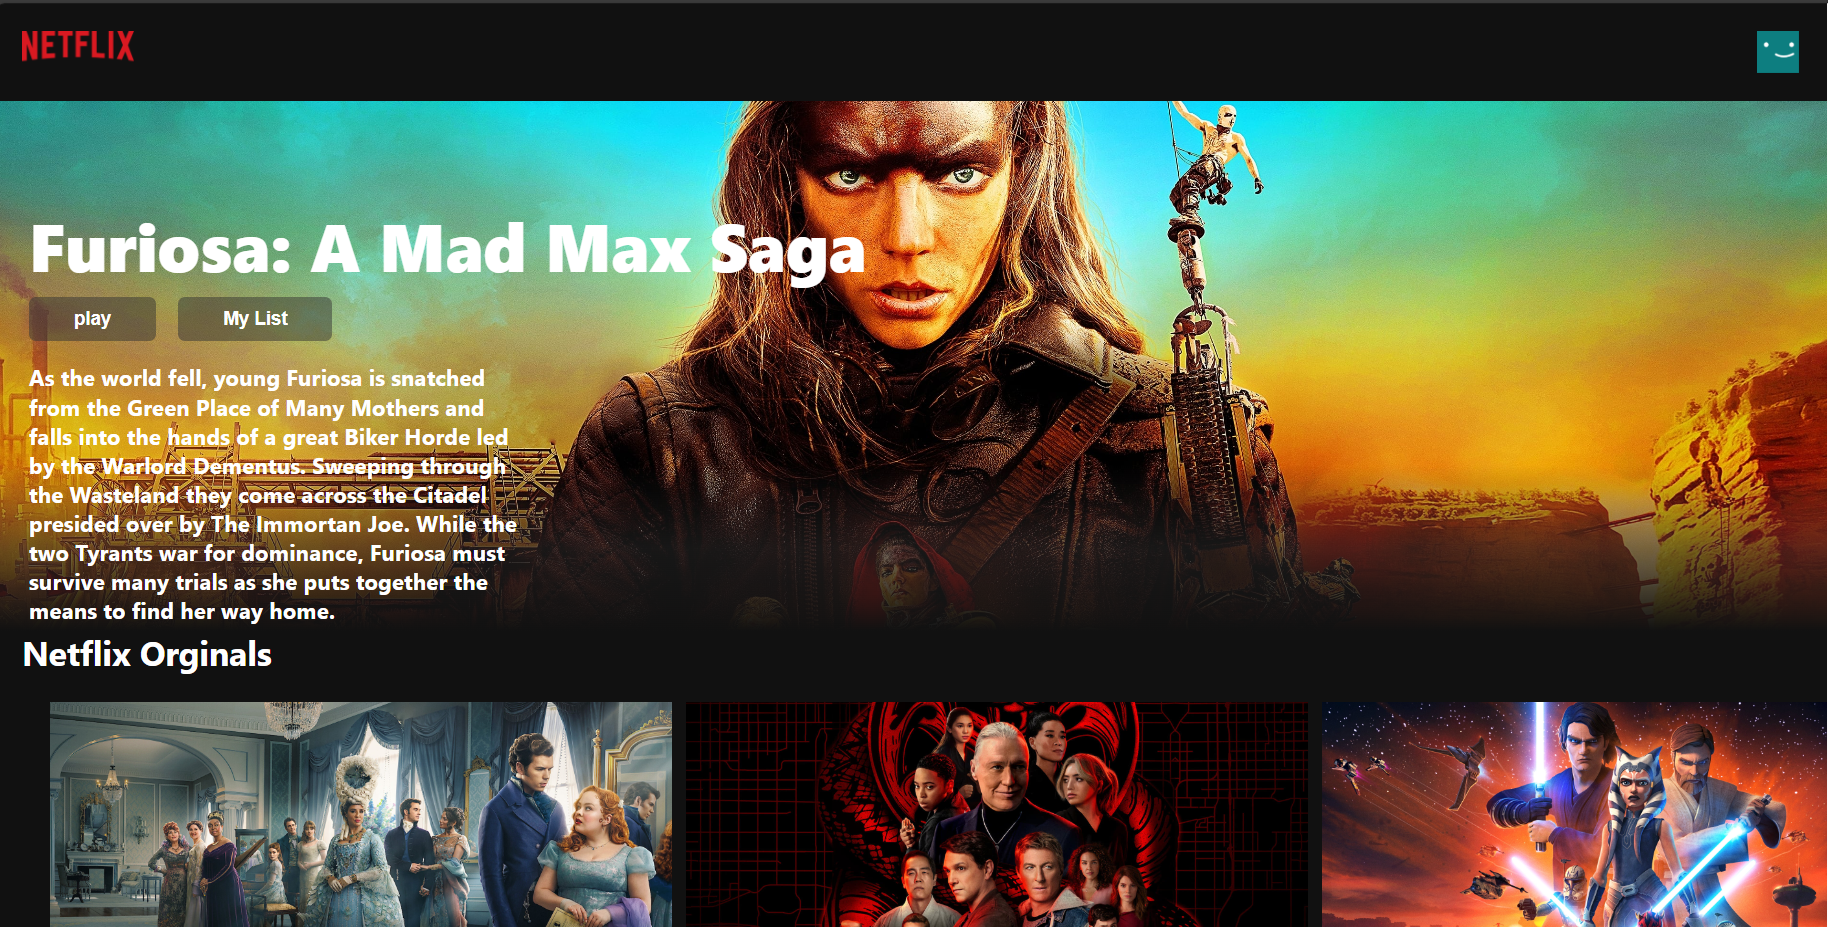 NETFLIX
Furiosa: A Mad Max Saga
play
My List
As the world fell, young Furiosa is snatched
from the Green Place of Many Mothers and
falls into the hands of a great Biker Horde led
by the Warlord Dementus. Sweeping through
the Wasteland they come across the Citadel
presided over by The Immortan Joe. While the
two Tyrants war for dominance, Furiosa must
survive many trials as she puts together the
means to find her way home.
Netflix Orginals